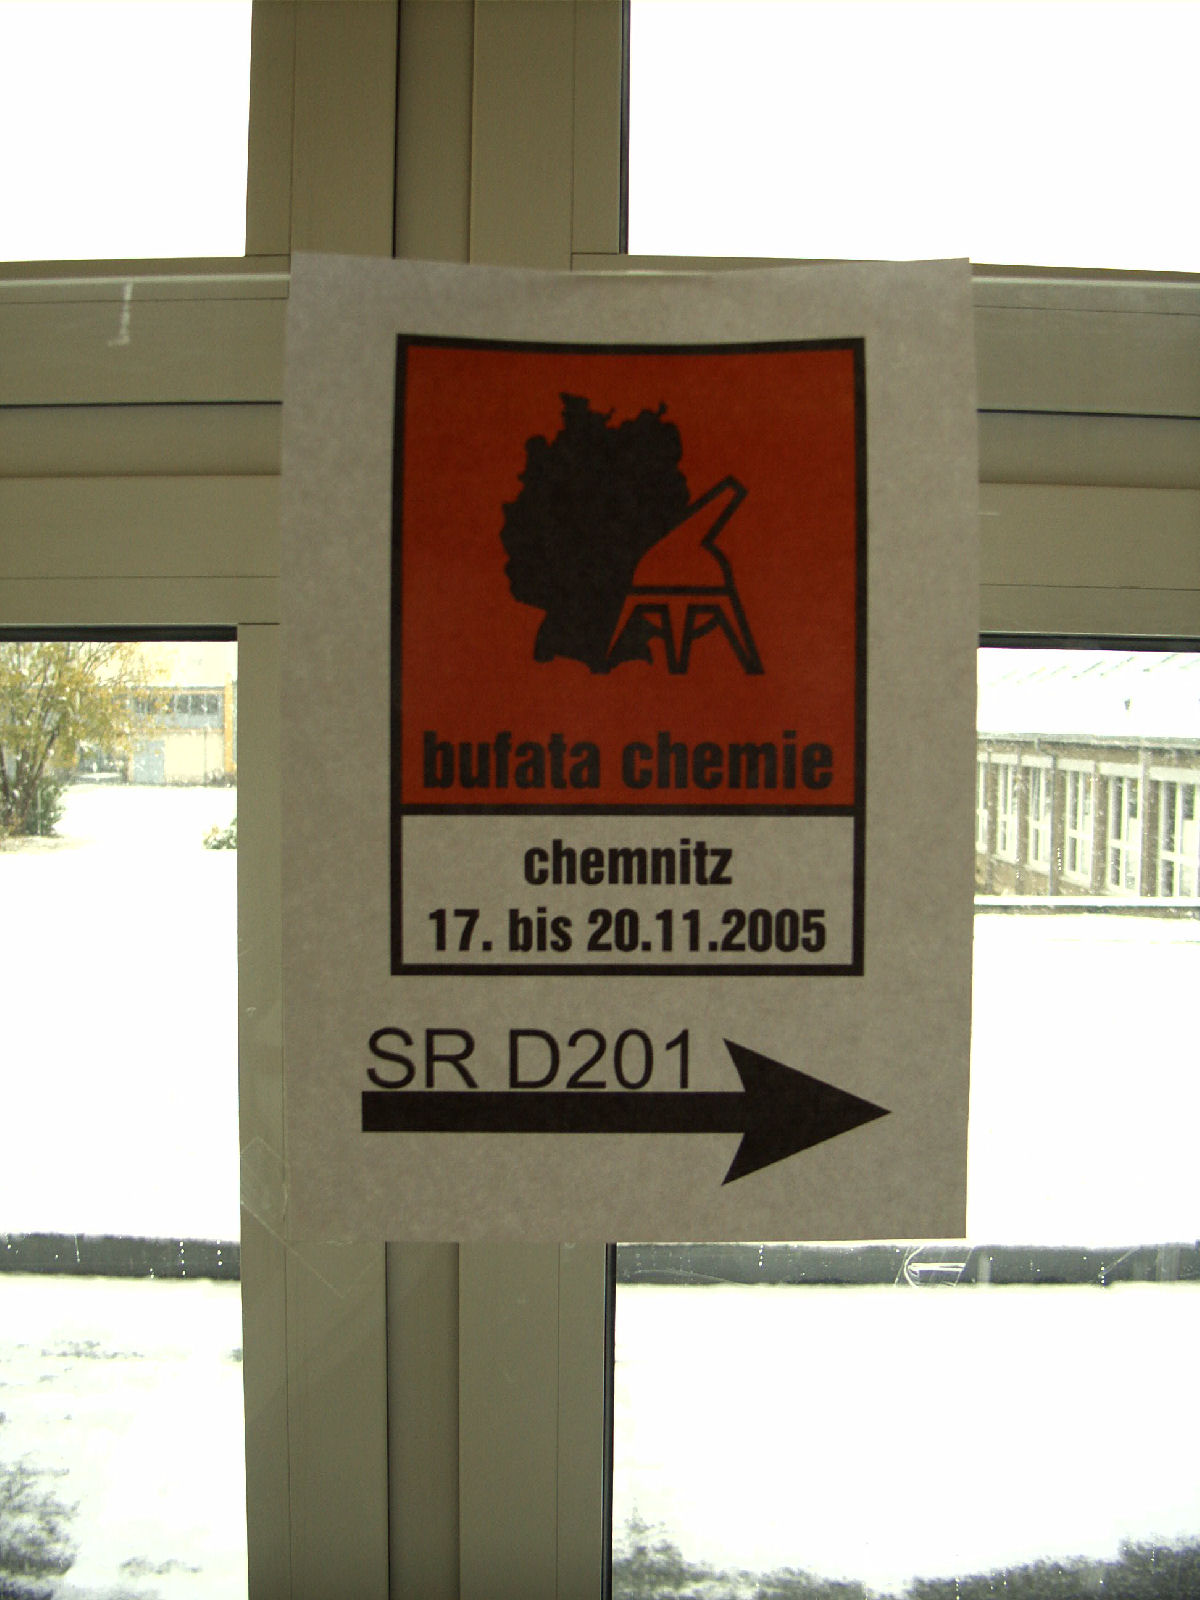 bufata chemie
chemnitz
17. bis 20.11.2005
SR D201